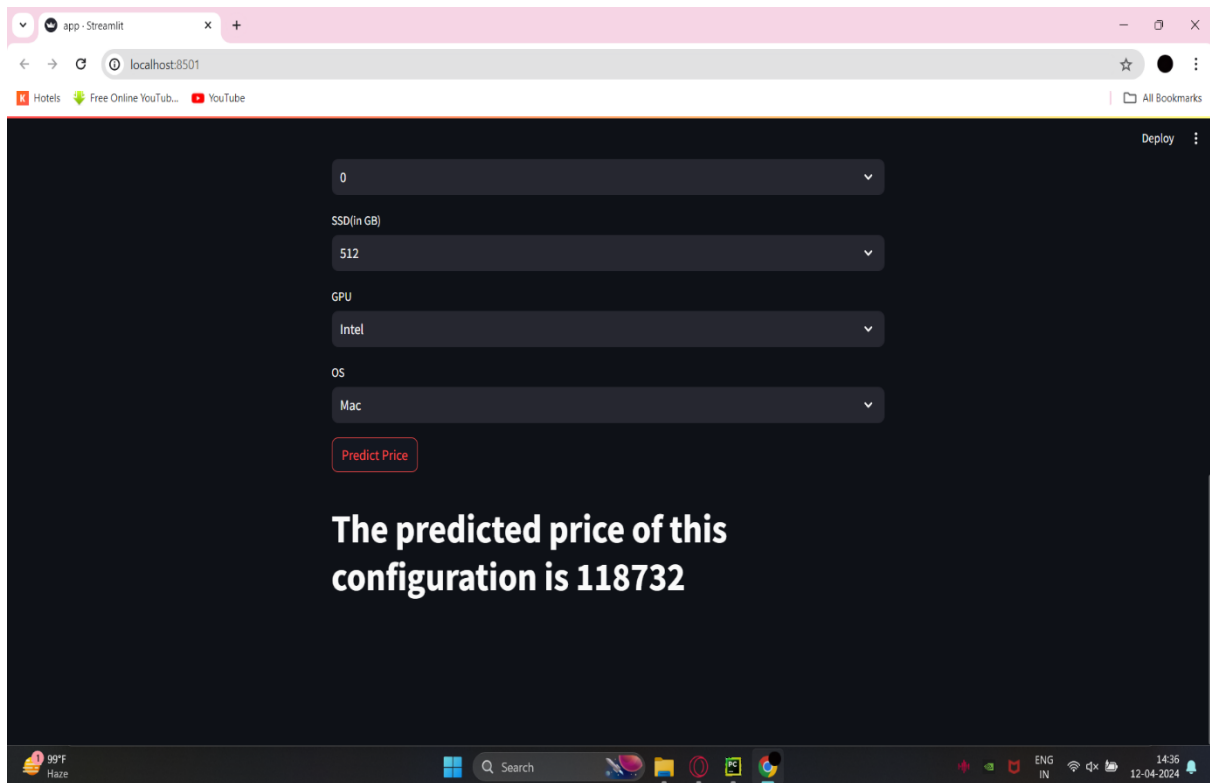 app - Streamlit
localhost:8501
K Hotels
Free Online YouTub...
YouTube
All Bookmarks
Deploy
0
SSD(in GB)
512
GPU
Intel
OS
Mac
Predict Price
The predicted price of this
configuration is 118732
1
99°F
Haze
Search
PC
ENG
IN
14:36
12-04-2024